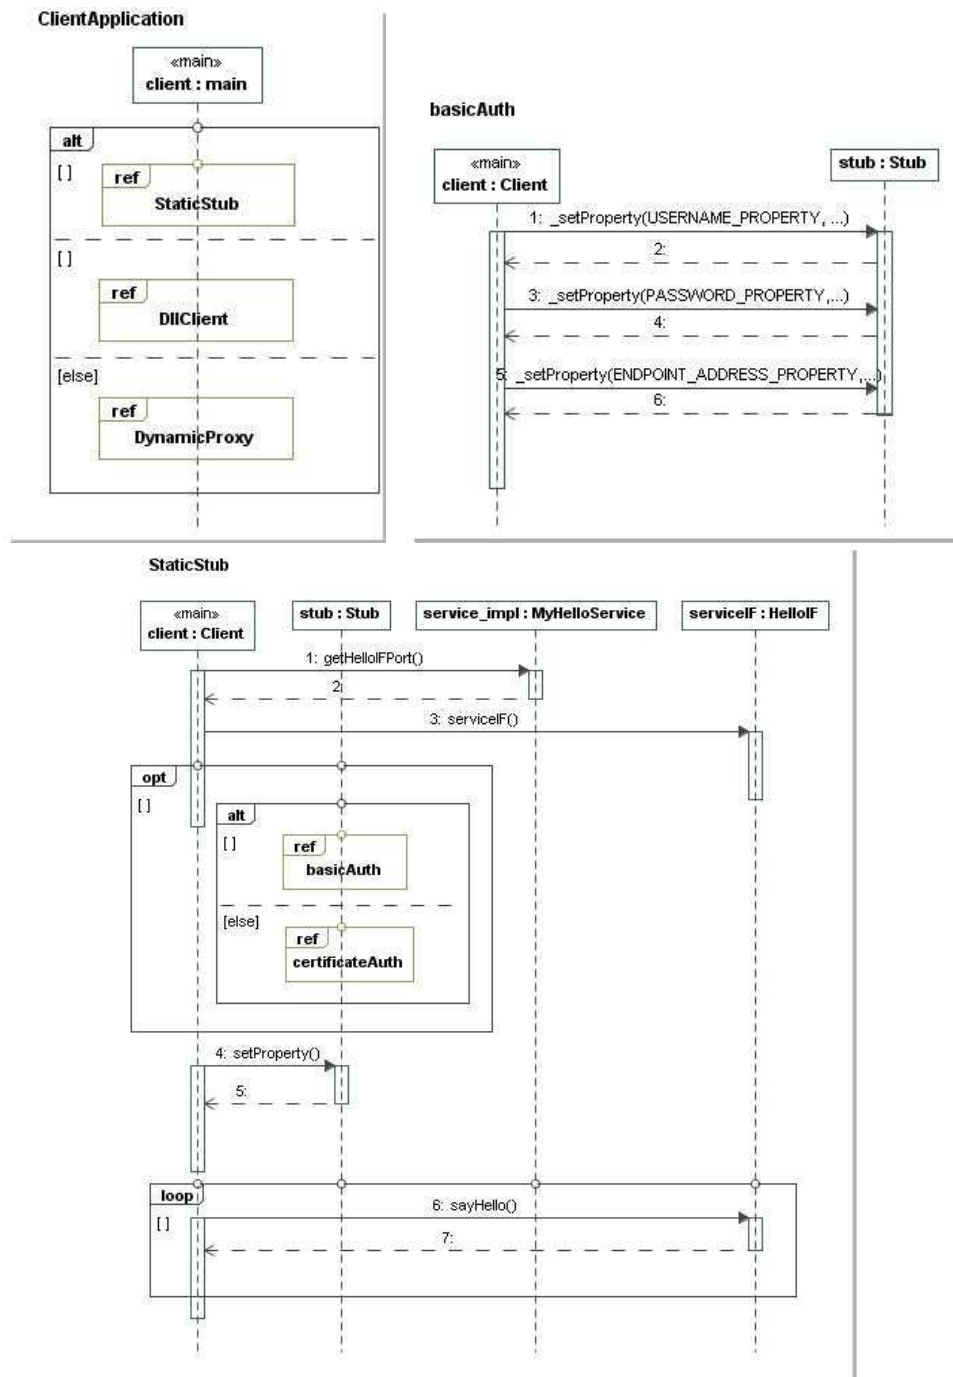 ClientApplication
«main»
client : main
alt
[ ]
ref
StaticStub
[ ]
ref
DIIClient
[else]
ref
DynamicProxy
basicAuth
«main»
client : Client
stub : Stub
1: _setProperty(USERNAME_PROPERTY, ...)
2:
3: _setProperty(PASSWORD_PROPERTY,...)
4:
5: _setProperty(ENDPOINT_ADDRESS_PROPERTY,...)
6:
StaticStub
«main»
client : Client
stub : Stub
service_impl : MyHelloService
serviceIF : HelloIF
1: getHelloIFPort()
2:
3: serviceIF()
opt
[ ]
alt
[ ]
ref
basicAuth
[else]
ref
certificateAuth
4: setProperty()
5:
loop
[ ]
6: sayHello()
7: